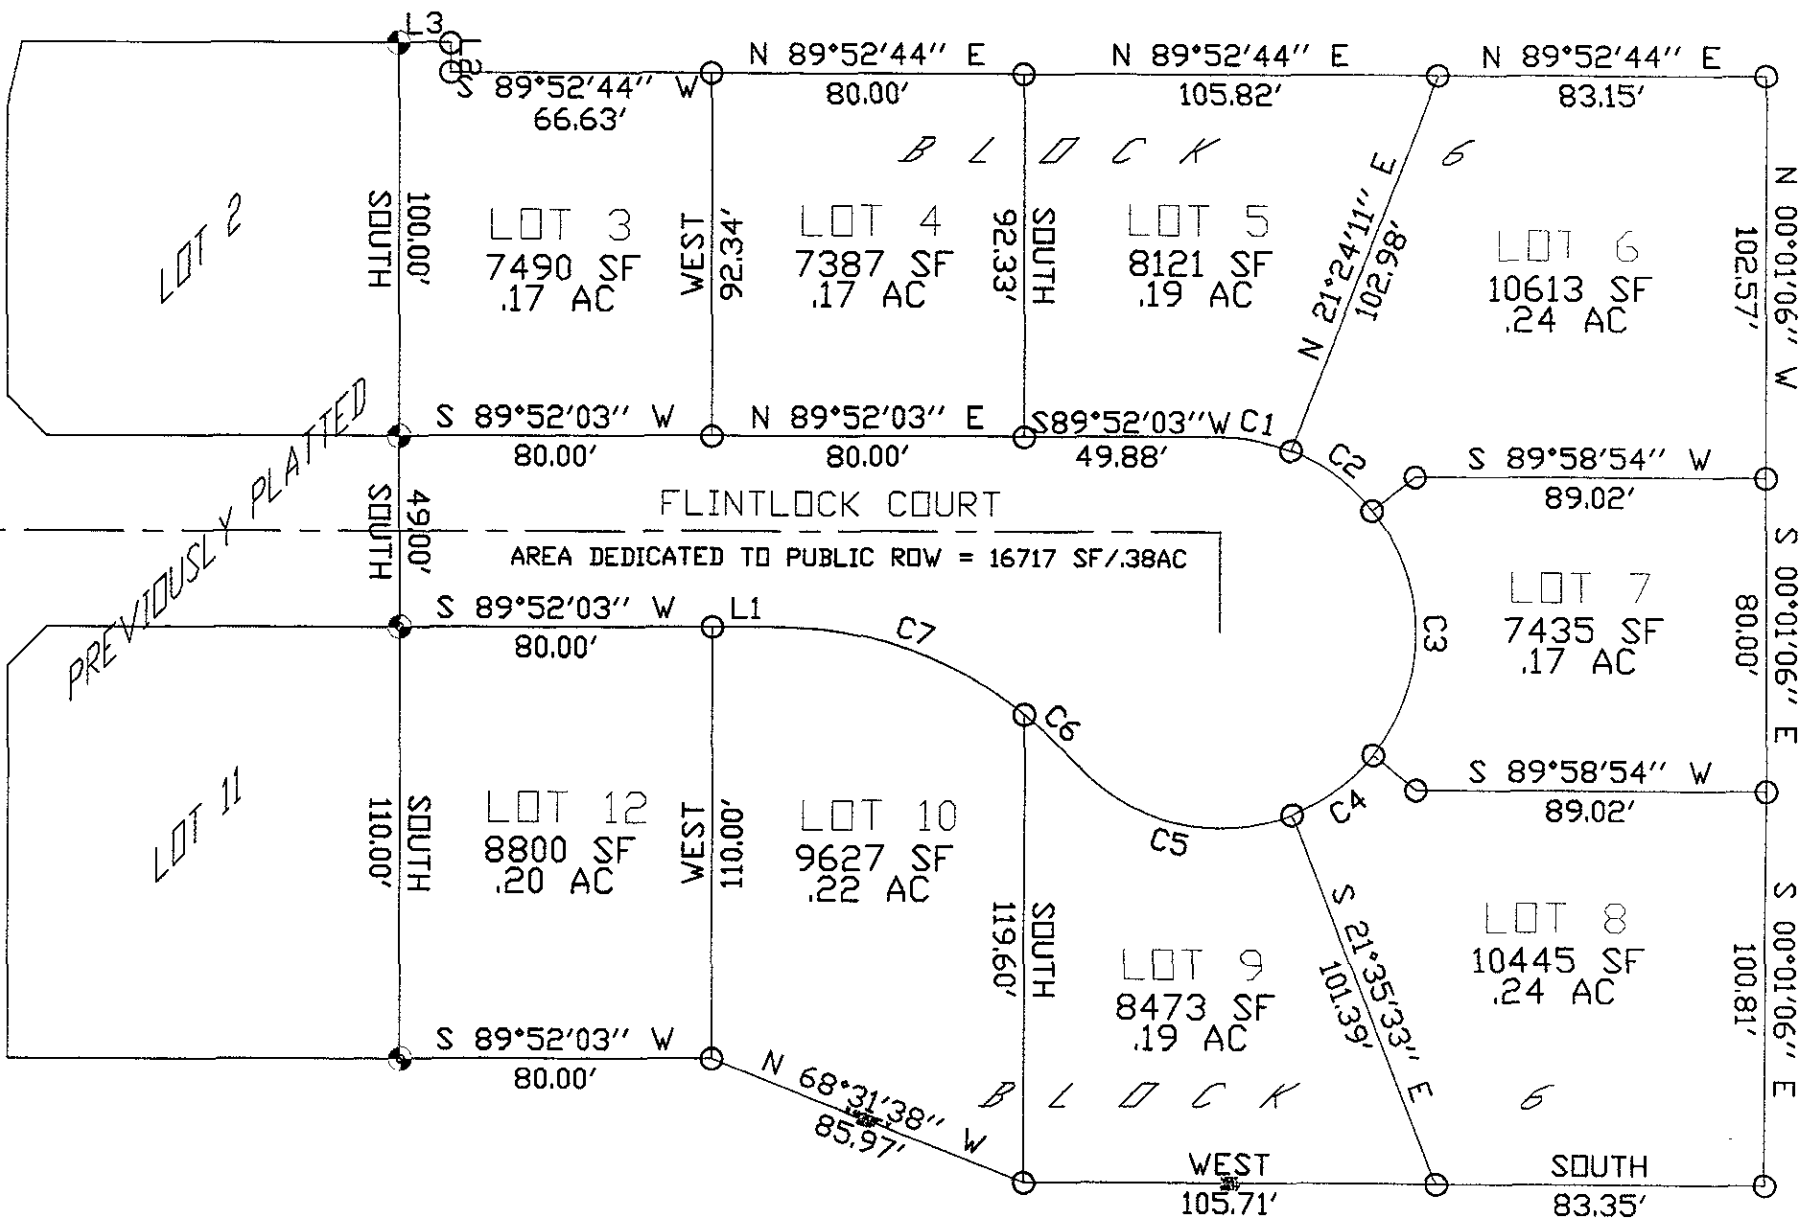 L3
L2
S 89°52'44'' W
66.63'
N 89°52'44'' E
80.00'
N 89°52'44'' E
105.82'
N 89°52'44'' E
83.15'
BLOCK 6
LOT 2
100.00'
SOUTH
LOT 3
7490 SF
.17 AC
WEST
92.34'
LOT 4
7387 SF
.17 AC
SOUTH
92.33'
LOT 5
8121 SF
.19 AC
N 21°24'11'' E
102.98'
LOT 6
10613 SF
.24 AC
N 00°01'06'' W
102.57'
PREVIOUSLY PLATTED
S 89°52'03'' W
80.00'
N 89°52'03'' E
80.00'
S89°52'03''W
49.88'
C1
C2
S 89°58'54'' W
89.02'
49.00'
SOUTH
FLINTLOCK COURT
AREA DEDICATED TO PUBLIC ROW = 16717 SF/.38AC
S 89°52'03'' W
80.00'
L1
C7
C6
C3
LOT 7
7435 SF
.17 AC
S 00°01'06'' E
80.00'
S 89°58'54'' W
89.02'
LOT 11
SOUTH
110.00'
LOT 12
8800 SF
.20 AC
WEST
110.00'
LOT 10
9627 SF
.22 AC
C5
C4
SOUTH
119.60'
LOT 9
8473 SF
.19 AC
S 21°35'33'' E
101.39'
LOT 8
10445 SF
.24 AC
S 00°01'06'' E
100.81'
S 89°52'03'' W
80.00'
N 68°31'38'' W
85.97'
BLOCK 6
WEST
105.71'
SOUTH
83.35'